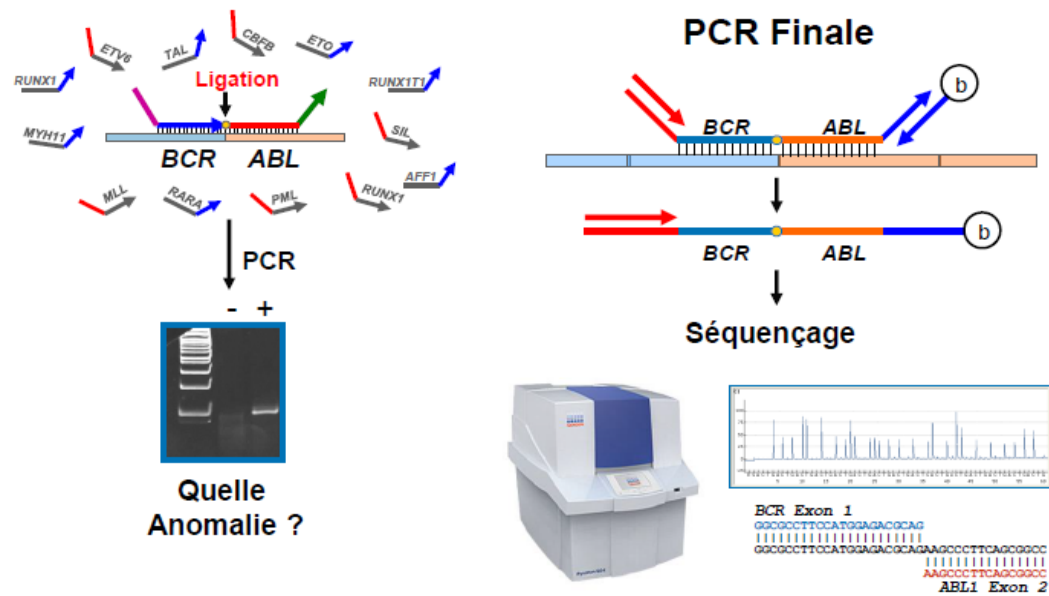 ETV6
TAL
CBFB
ETO
RUNX1
Ligation
RUNX1T1
MYH11
SIL
BCR
ABL
AFF1
MLL
RARA
PML
RUNX1
PCR
- +
Quelle
Anomalie ?
PCR Finale
b
BCR
ABL
b
BCR
ABL
Séquençage
BCR Exon 1
GGCGCCTTCCATGGAGACGCAG
GGCGCCTTCCATGGAGACGCAGAAGCCCTTCAGCGGCC
AAGCCCTTCAGCGGCC
ABL1 Exon 2